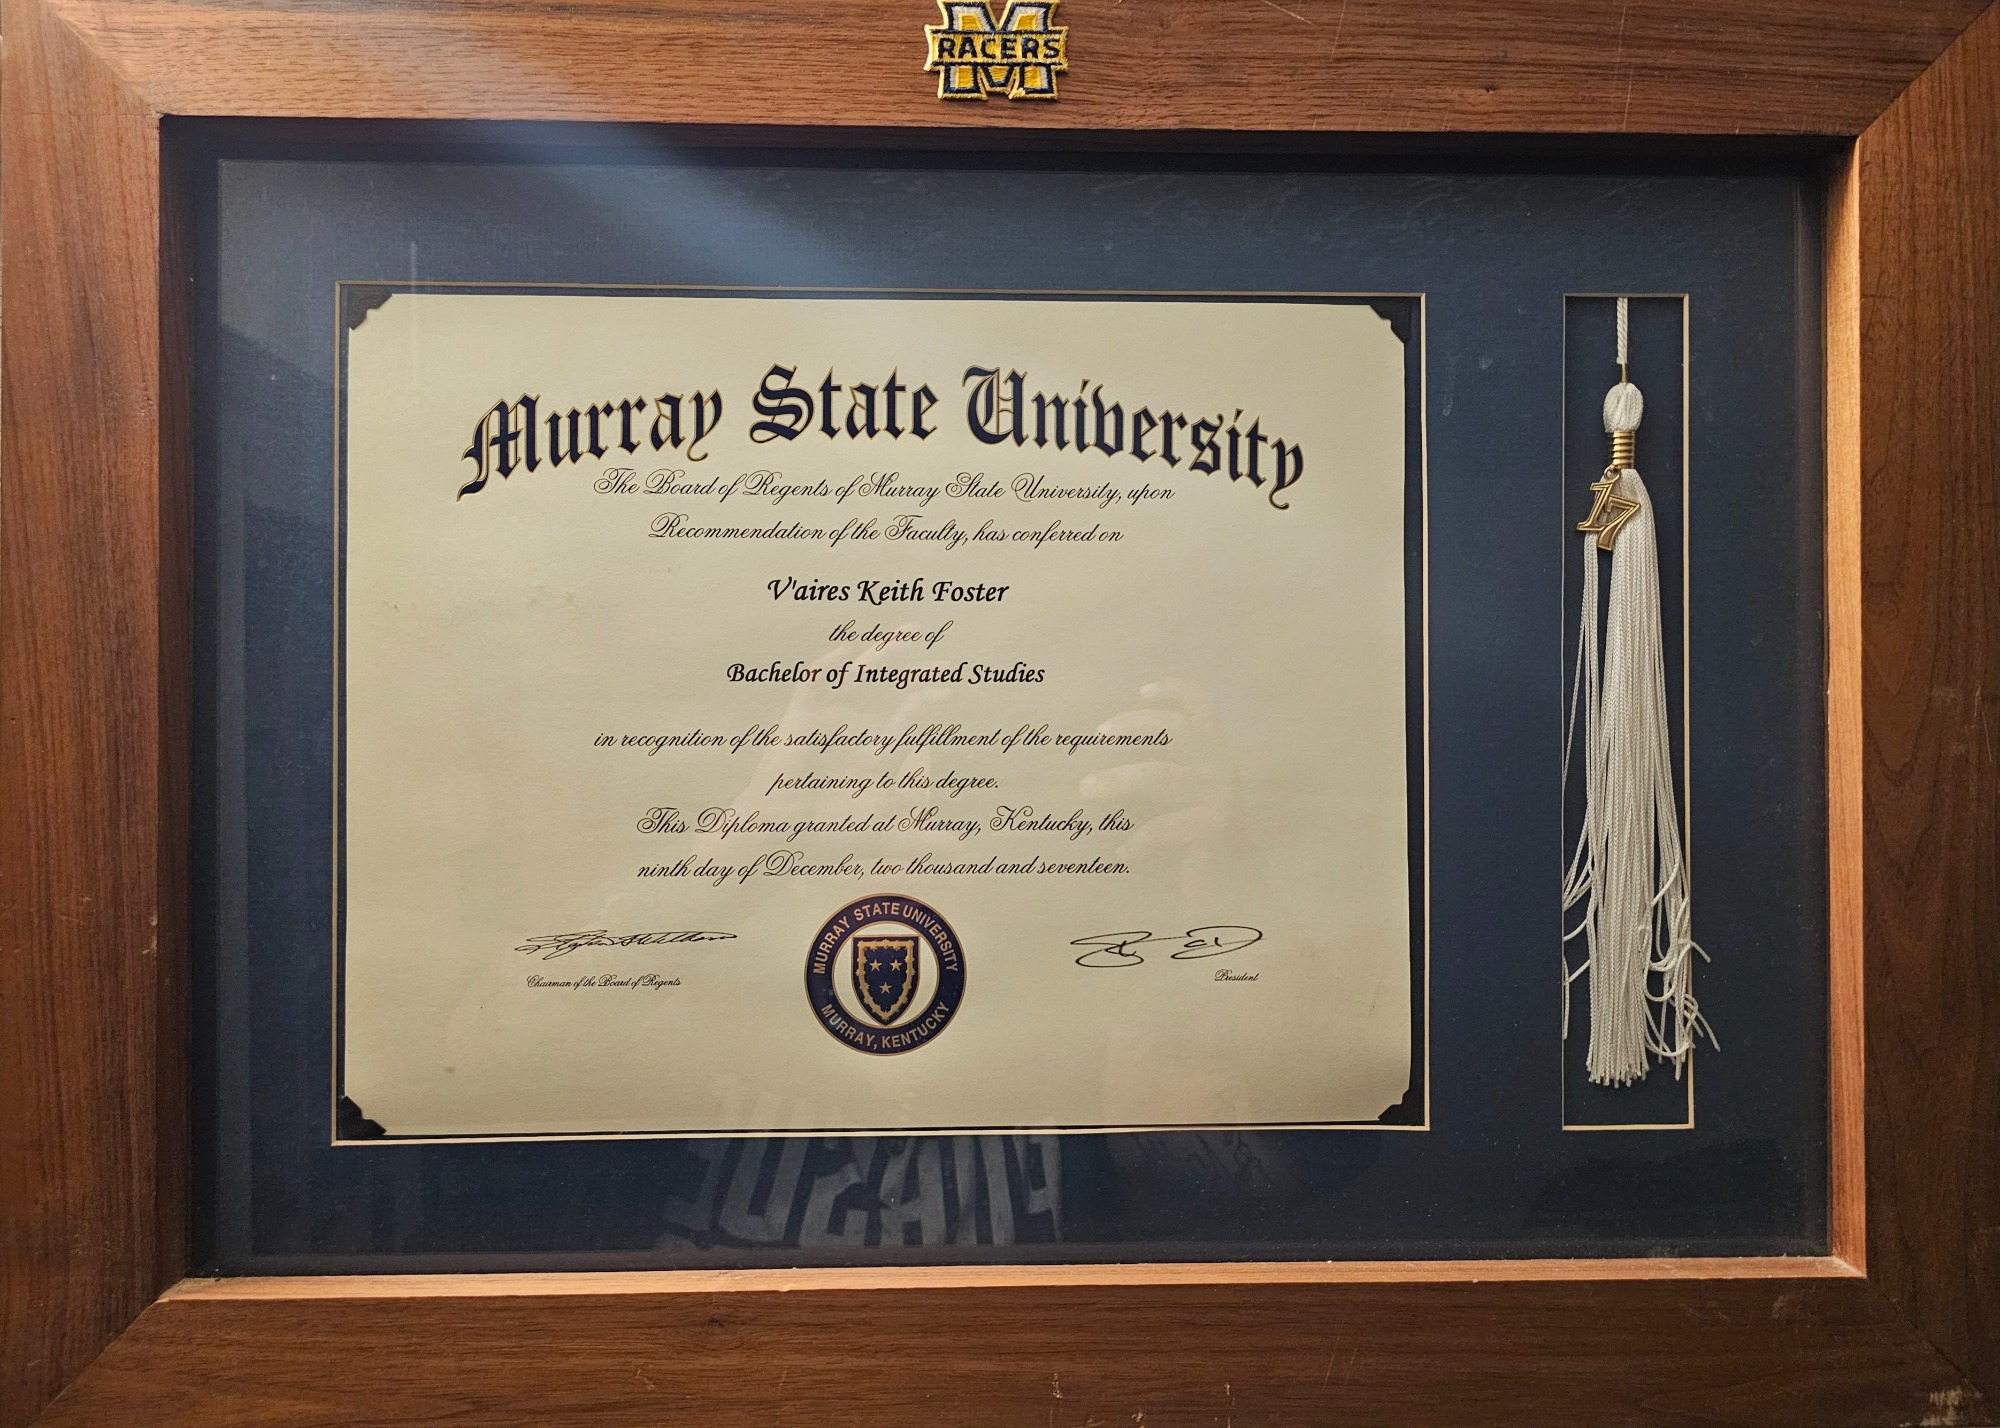 RACERS
Murray State University
The Board of Regents of Murray State University, upon
Recommendation of the Faculty, has conferred on
V'aires Keith Foster
the degree of
Bachelor of Integrated Studies
in recognition of the satisfactory fulfillment of the requirements
pertaining to this degree.
This Diploma granted at Murray, Kentucky, this
ninth day of December, two thousand and seventeen.
Chairman of the Board of Regents
MURRAY STATE UNIVERSITY
MURRAY, KENTUCKY
President
17